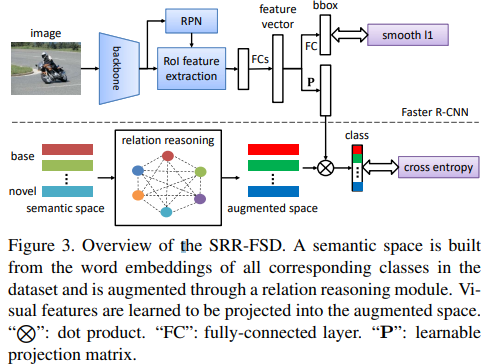 image
backbone
RPN
RoI feature
extraction
FCs
feature
vector
bbox
FC
smooth l1
P
Faster R-CNN
base
novel
semantic space
relation reasoning
augmented space
class
cross entropy
Figure 3. Overview of the SRR-FSD. A semantic space is built
from the word embeddings of all corresponding classes in the
dataset and is augmented through a relation reasoning module. Vi-
sual features are learned to be projected into the augmented space.
“⊗”: dot product. “FC”: fully-connected layer. “P”: learnable
projection matrix.